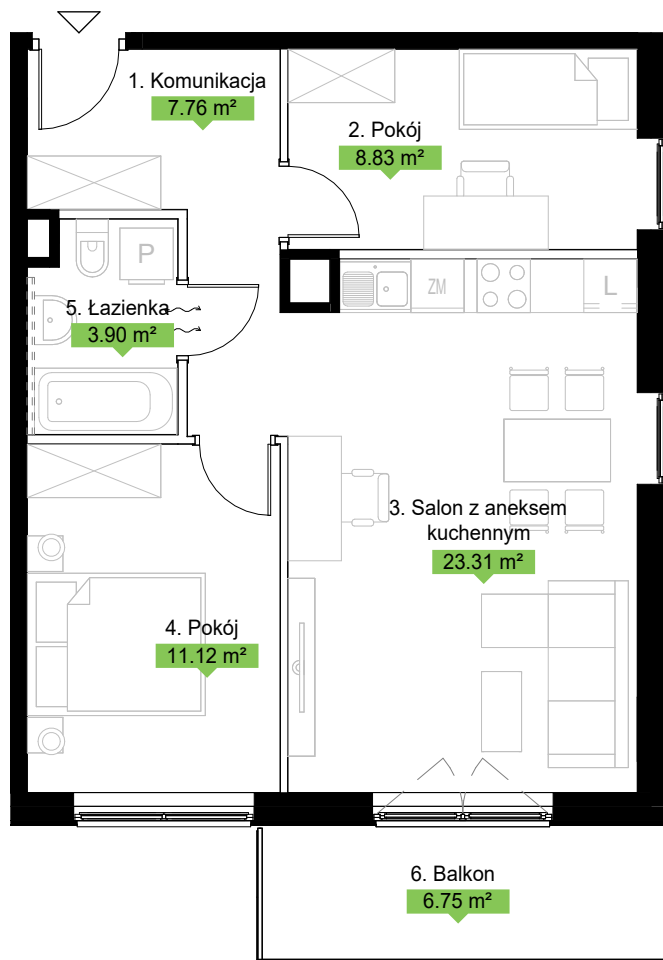 1. Komunikacja
7.76 m²
2. Pokój
8.83 m²
P
ZM
L
5. Łazienka
3.90 m²
3. Salon z aneksem
kuchennym
23.31 m²
4. Pokój
11.12 m²
6. Balkon
6.75 m²